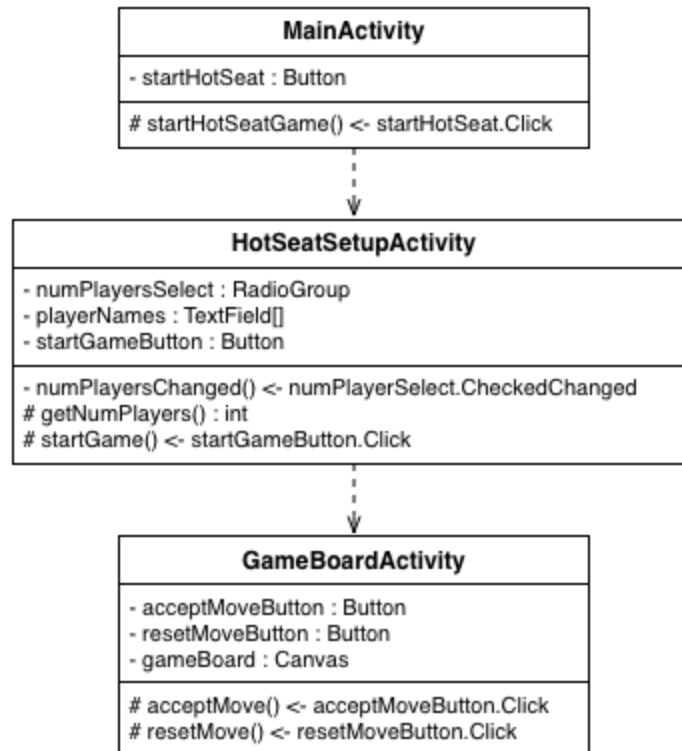 MainActivity
- startHotSeat : Button
# startHotSeatGame() <- startHotSeat.Click
HotSeatSetupActivity
- numPlayersSelect : RadioGroup
- playerNames : TextField[]
- startGameButton : Button
- numPlayersChanged() <- numPlayerSelect.CheckedChanged
# getNumPlayers() : int
# startGame() <- startGameButton.Click
GameBoardActivity
- acceptMoveButton : Button
- resetMoveButton : Button
- gameBoard : Canvas
# acceptMove() <- acceptMoveButton.Click
# resetMove() <- resetMoveButton.Click